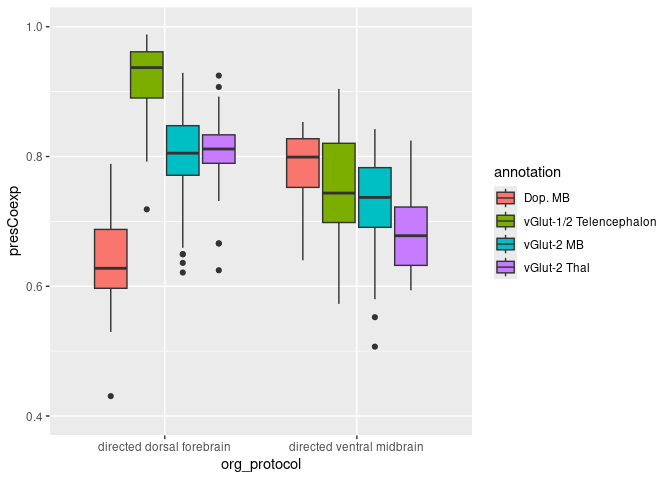 1.0
0.8
0.6
0.4
presCoexp
directed dorsal forebrain
directed ventral midbrain
org_protocol
annotation
Dop. MB
vGlut-1/2 Telencephalon
vGlut-2 MB
vGlut-2 Thal